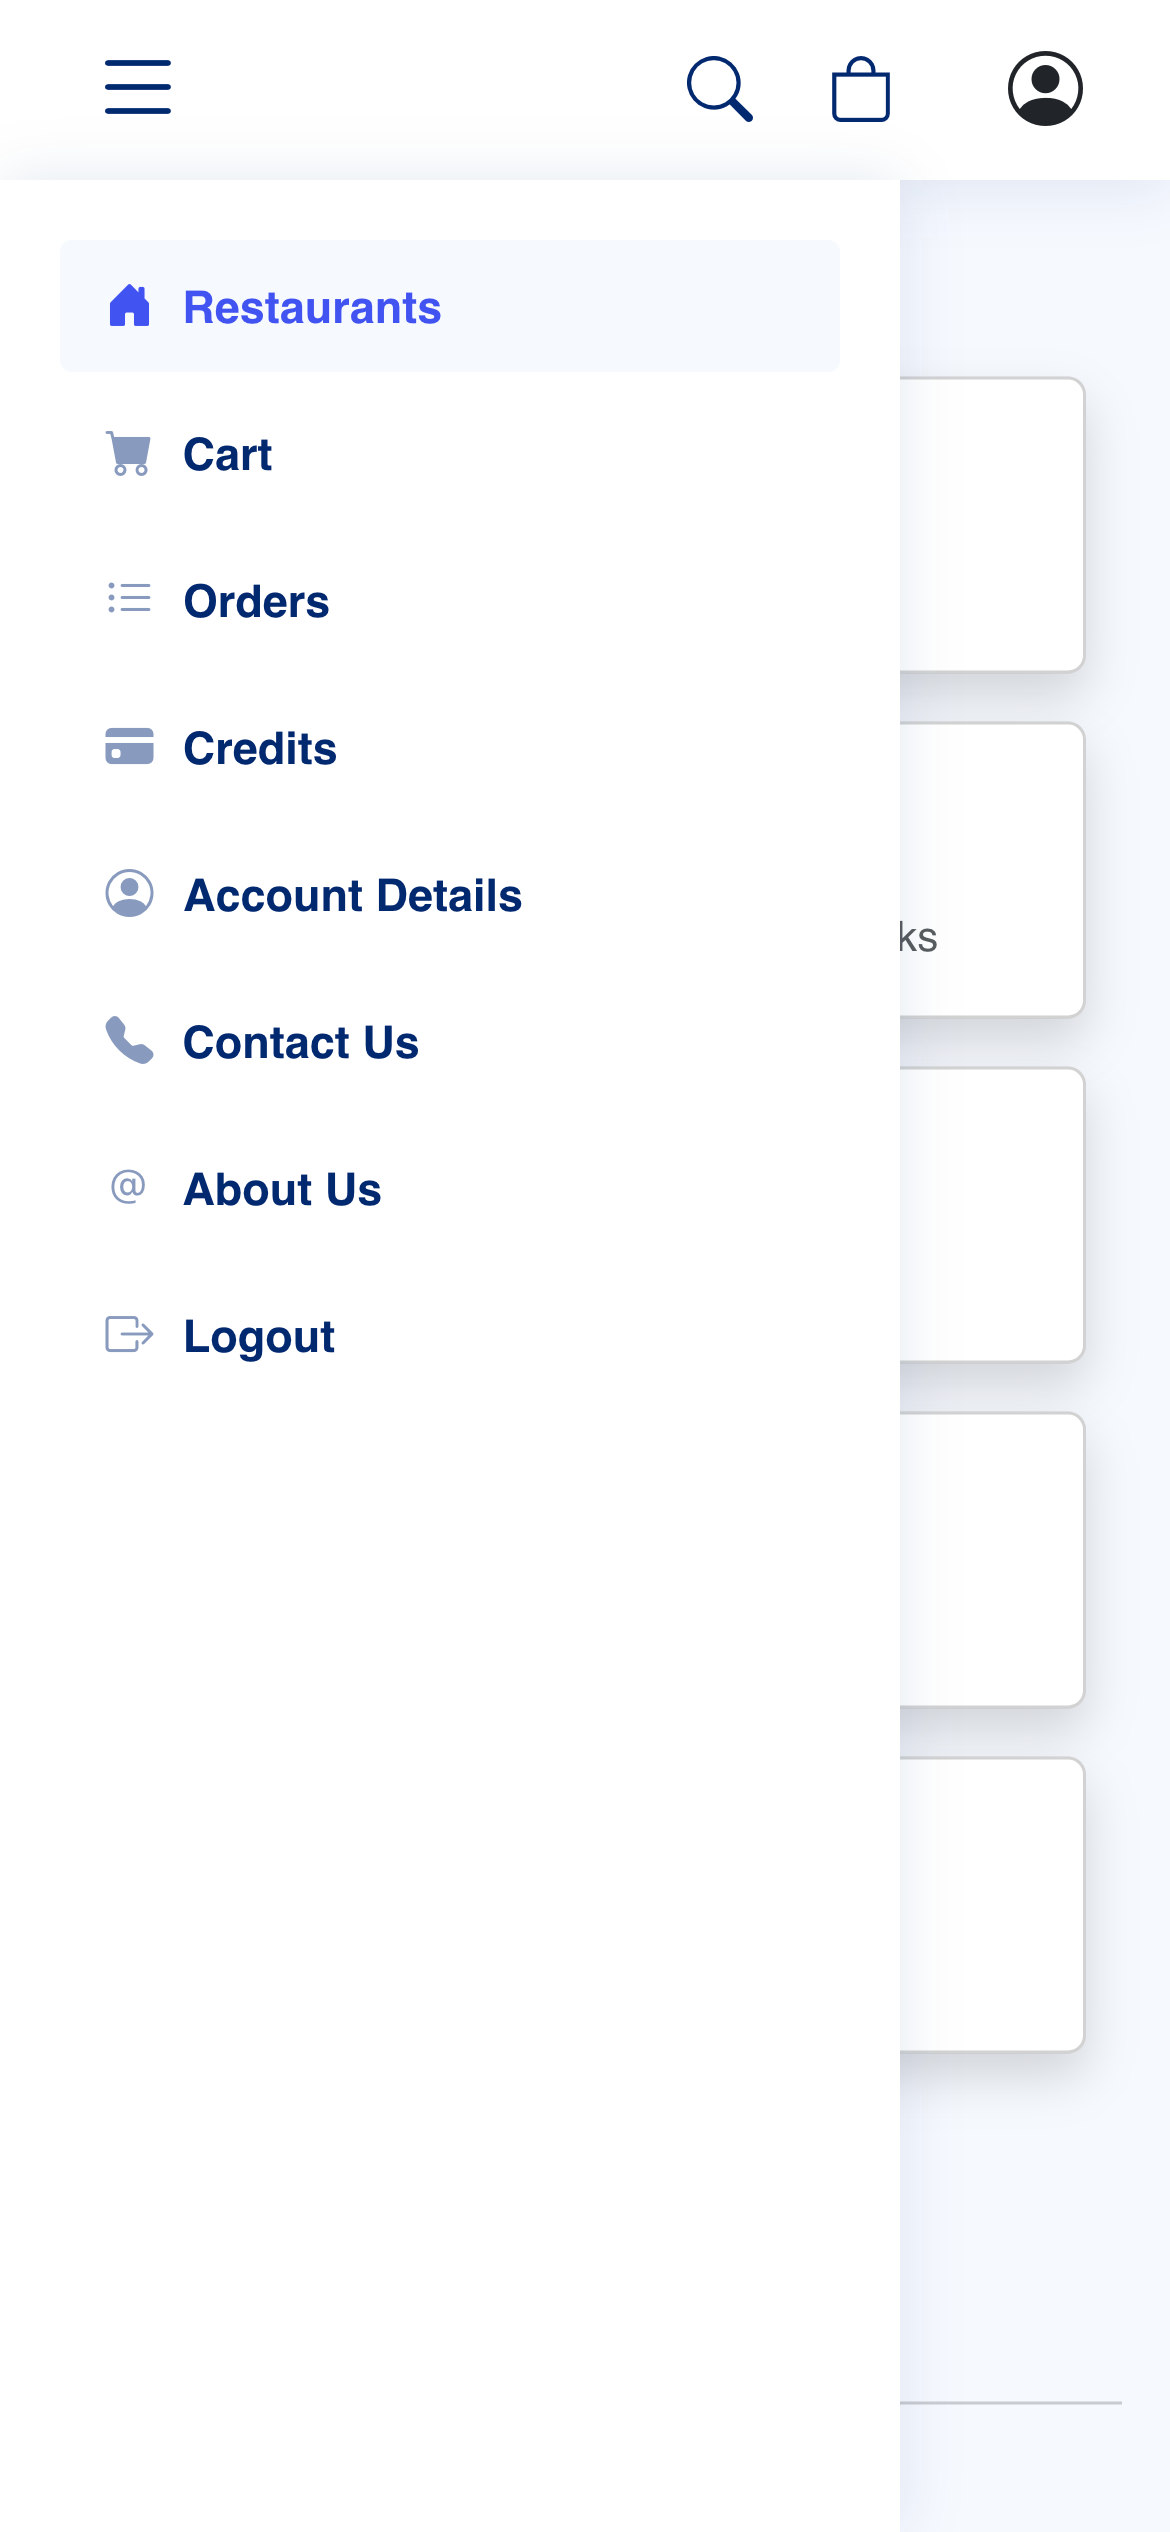 Restaurants
Cart
Orders
Credits
Account Details
ks
Contact Us
@ About Us
Logout